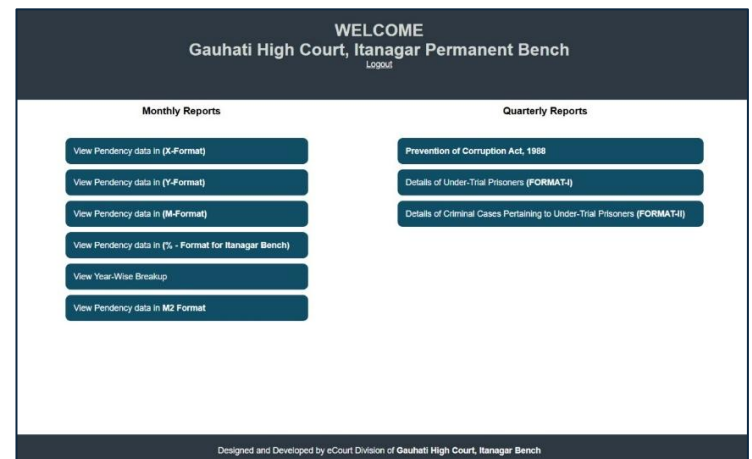 WELCOME
Gauhati High Court, Itanagar Permanent Bench
Logout
Monthly Reports
View Pendency data in (X-Format)
View Pendency data in (Y-Format)
View Pendency data in (M-Format)
View Pendency data in (% - Format for Itanagar Bench)
View Year-Wise Breakup
View Pendency data in M2 Format
Quarterly Reports
Prevention of Corruption Act, 1988
Details of Under-Trial Prisoners (FORMAT-I)
Details of Criminal Cases Pertaining to Under-Trial Prisoners (FORMAT-II)
Designed and Developed by eCourt Division of Gauhati High Court, Itanagar Bench